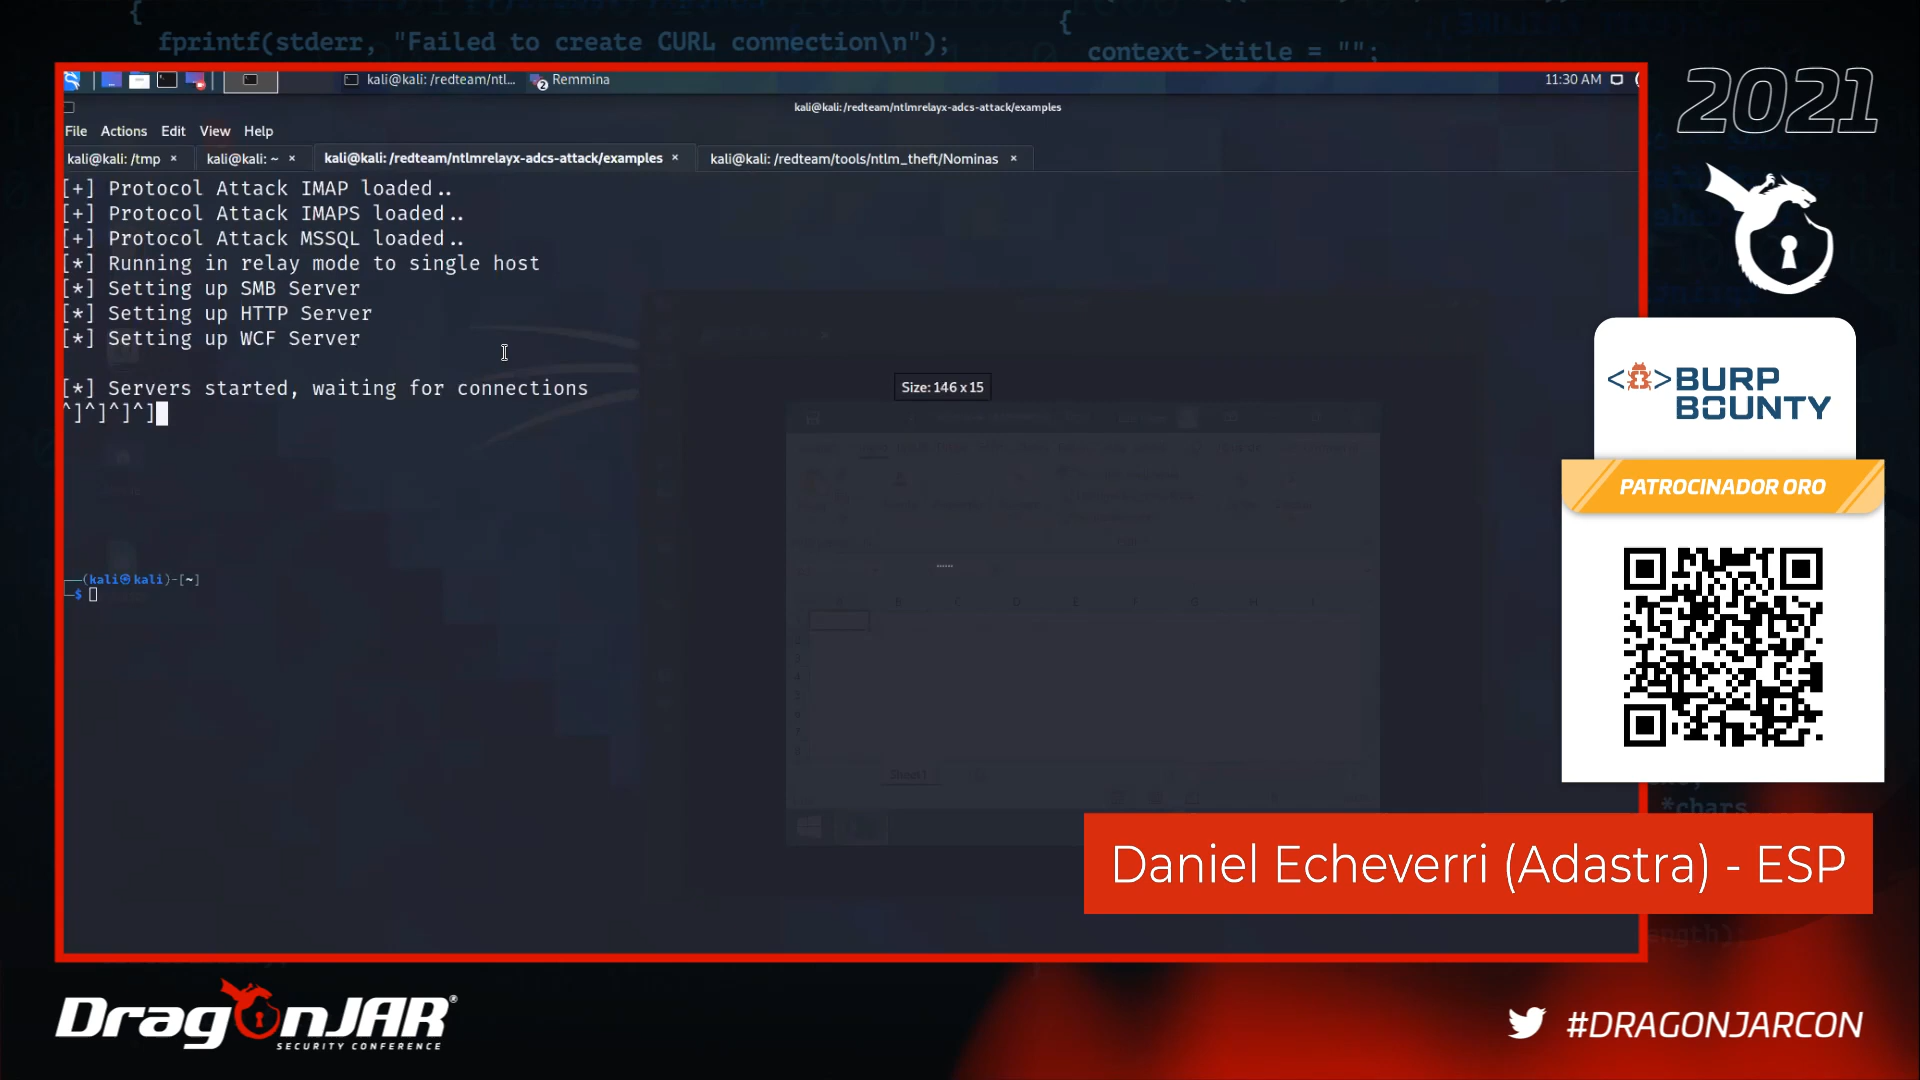 {
fprintf(stderr, "Failed to create CURL connection\n");
{
context->title = "";
2021
kali@kali: /redteam/ntl...
2
Remmina
11:30 AM
kali@kali:/redteam/ntlmrelayx-adcs-attack/examples
File Actions Edit View Help
kali@kali: /tmp × kali@kali: ~ × kali@kali: /redteam/ntlmrelayx-adcs-attack/examples × kali@kali: /redteam/tools/ntlm_theft/Nominas ×
[+] Protocol Attack IMAP loaded..
[+] Protocol Attack IMAPS loaded..
[+] Protocol Attack MSSQL loaded..
[*] Running in relay mode to single host
[*] Setting up SMB Server
[*] Setting up HTTP Server
[*] Setting up WCF Server
[*] Servers started, waiting for connections
^]^]^]^]
Size: 146 x 15
(kali㉿kali)-[~]
$
Sheet1
<>BURP
BOUNTY
PATROCINADOR ORO
*chars
Daniel Echeverri (Adastra) - ESP
DragonJAR®
SECURITY CONFERENCE
#DRAGONJARCON